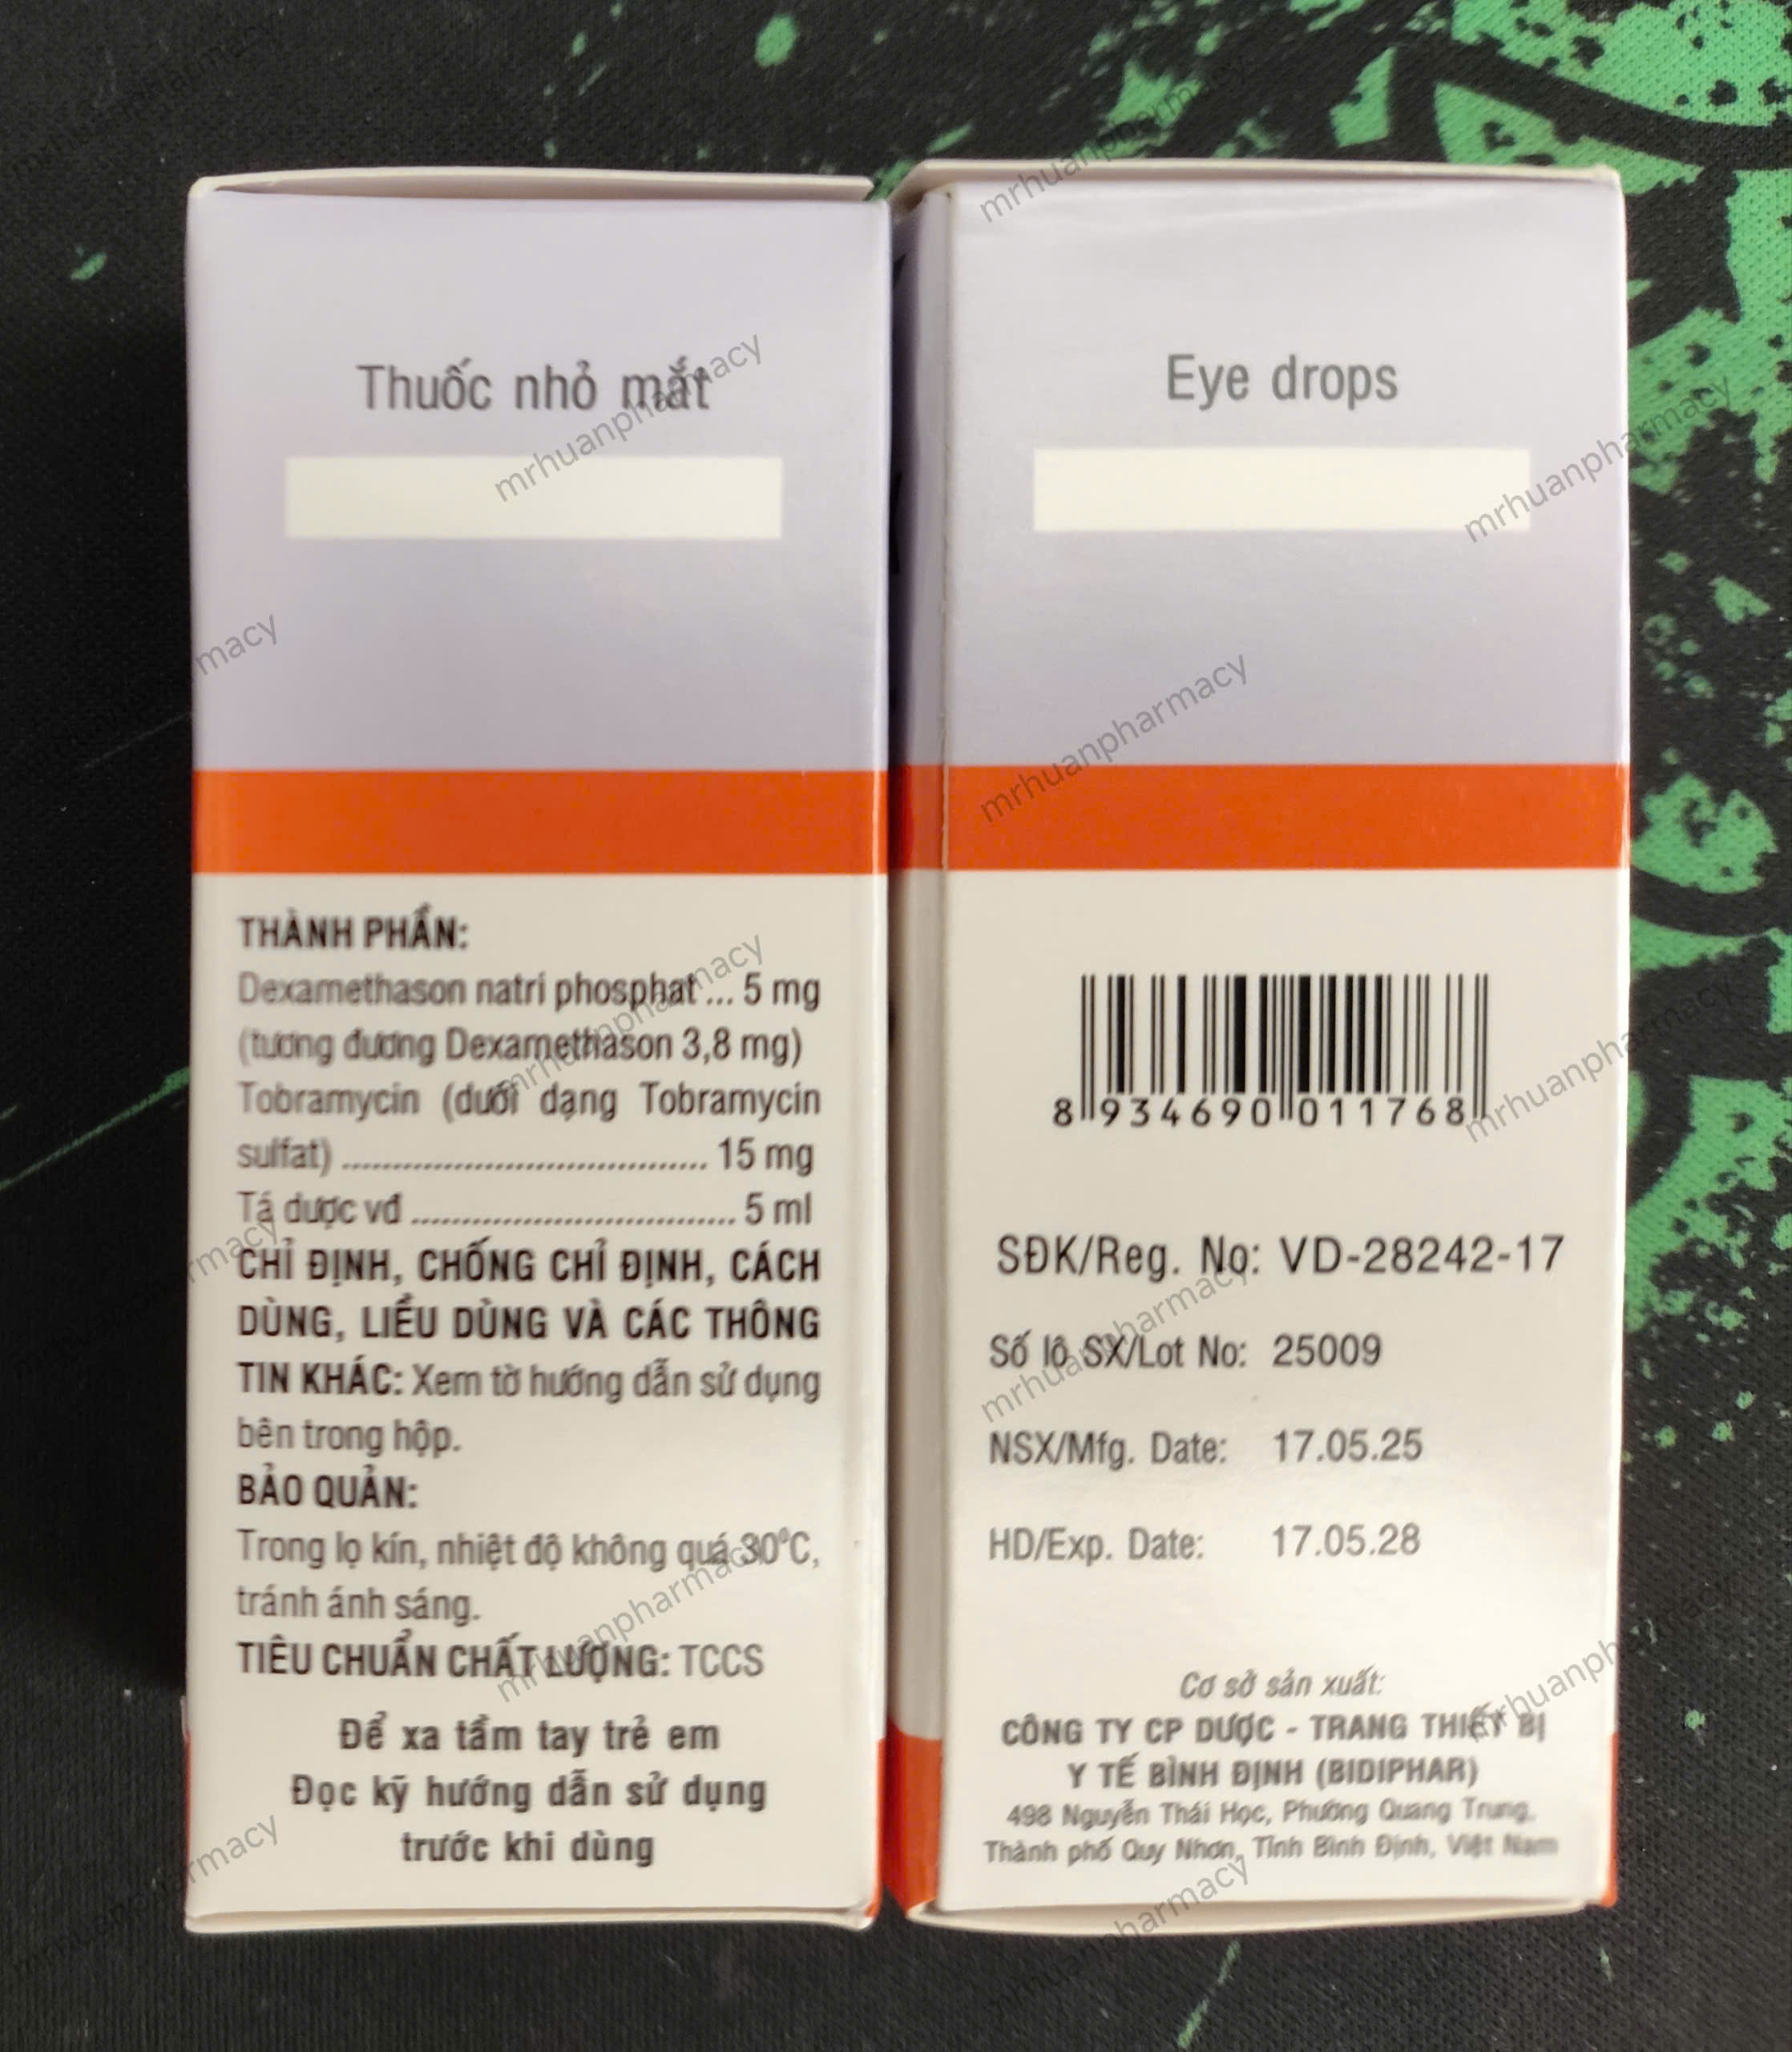 Thuốc nhỏ mắt
THÀNH PHẦN:
Dexamethason natri phosphat ... 5 mg
(tương đương Dexamethason 3,8 mg)
Tobramycin (dưới dạng Tobramycin
sulfat) .................................... 15 mg
Tá dược vđ ................................ 5 ml
CHỈ ĐỊNH, CHỐNG CHỈ ĐỊNH, CÁCH
DÙNG, LIỀU DÙNG VÀ CÁC THÔNG
TIN KHÁC: Xem tờ hướng dẫn sử dụng
bên trong hộp.
BẢO QUẢN:
Trong lọ kín, nhiệt độ không quá 30°C,
tránh ánh sáng.
TIÊU CHUẨN CHẤT LƯỢNG: TCCS
Để xa tầm tay trẻ em
Đọc kỹ hướng dẫn sử dụng
trước khi dùng
Eye drops
8 934690 011768
SĐK/Reg. No: VD-28242-17
Số lô SX/Lot No: 25009
NSX/Mfg. Date: 17.05.25
HD/Exp. Date: 17.05.28
Cơ sở sản xuất:
CÔNG TY CP DƯỢC - TRANG THIẾT BỊ
Y TẾ BÌNH ĐỊNH (BIDIPHAR)
498 Nguyễn Thái Học, Phường Quang Trung,
Thành phố Quy Nhơn, Tỉnh Bình Định, Việt Nam
mrhuanpharmacy